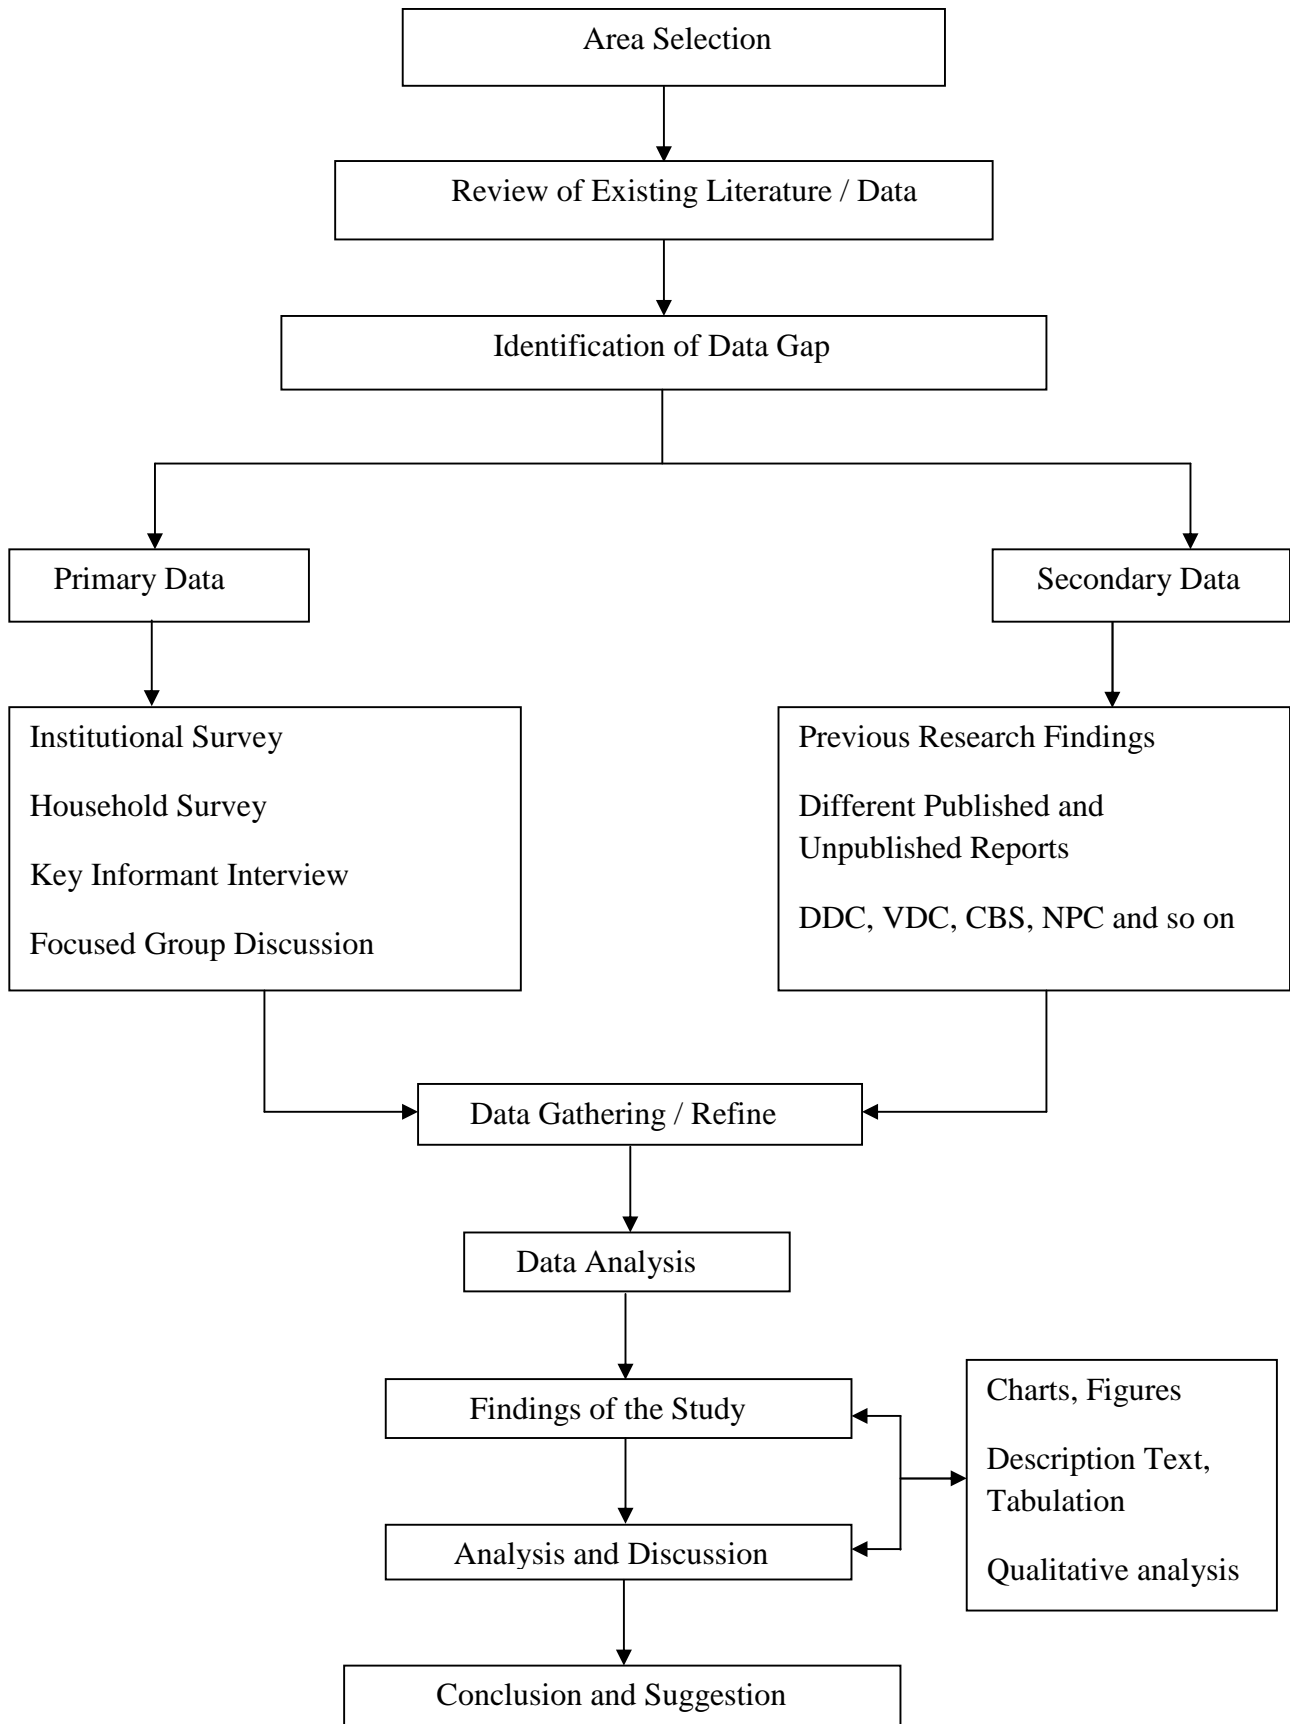 Area Selection
Review of Existing Literature / Data
Identification of Data Gap
Primary Data
Secondary Data
Institutional Survey
Household Survey
Key Informant Interview
Focused Group Discussion
Previous Research Findings
Different Published and
Unpublished Reports
DDC, VDC, CBS, NPC and so on
Data Gathering / Refine
Data Analysis
Findings of the Study
Charts, Figures
Description Text,
Tabulation
Qualitative analysis
Analysis and Discussion
Conclusion and Suggestion